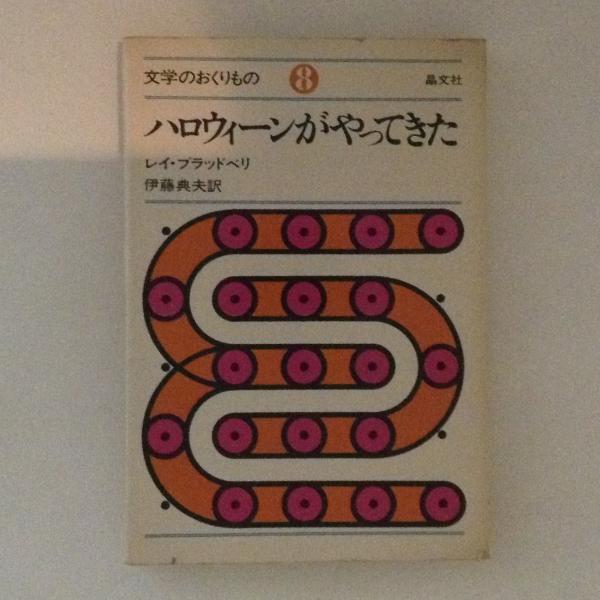 文学のおくりもの 8 晶文社
ハロウィーンがやってきた
レイ・ブラッドベリ
伊藤典夫訳